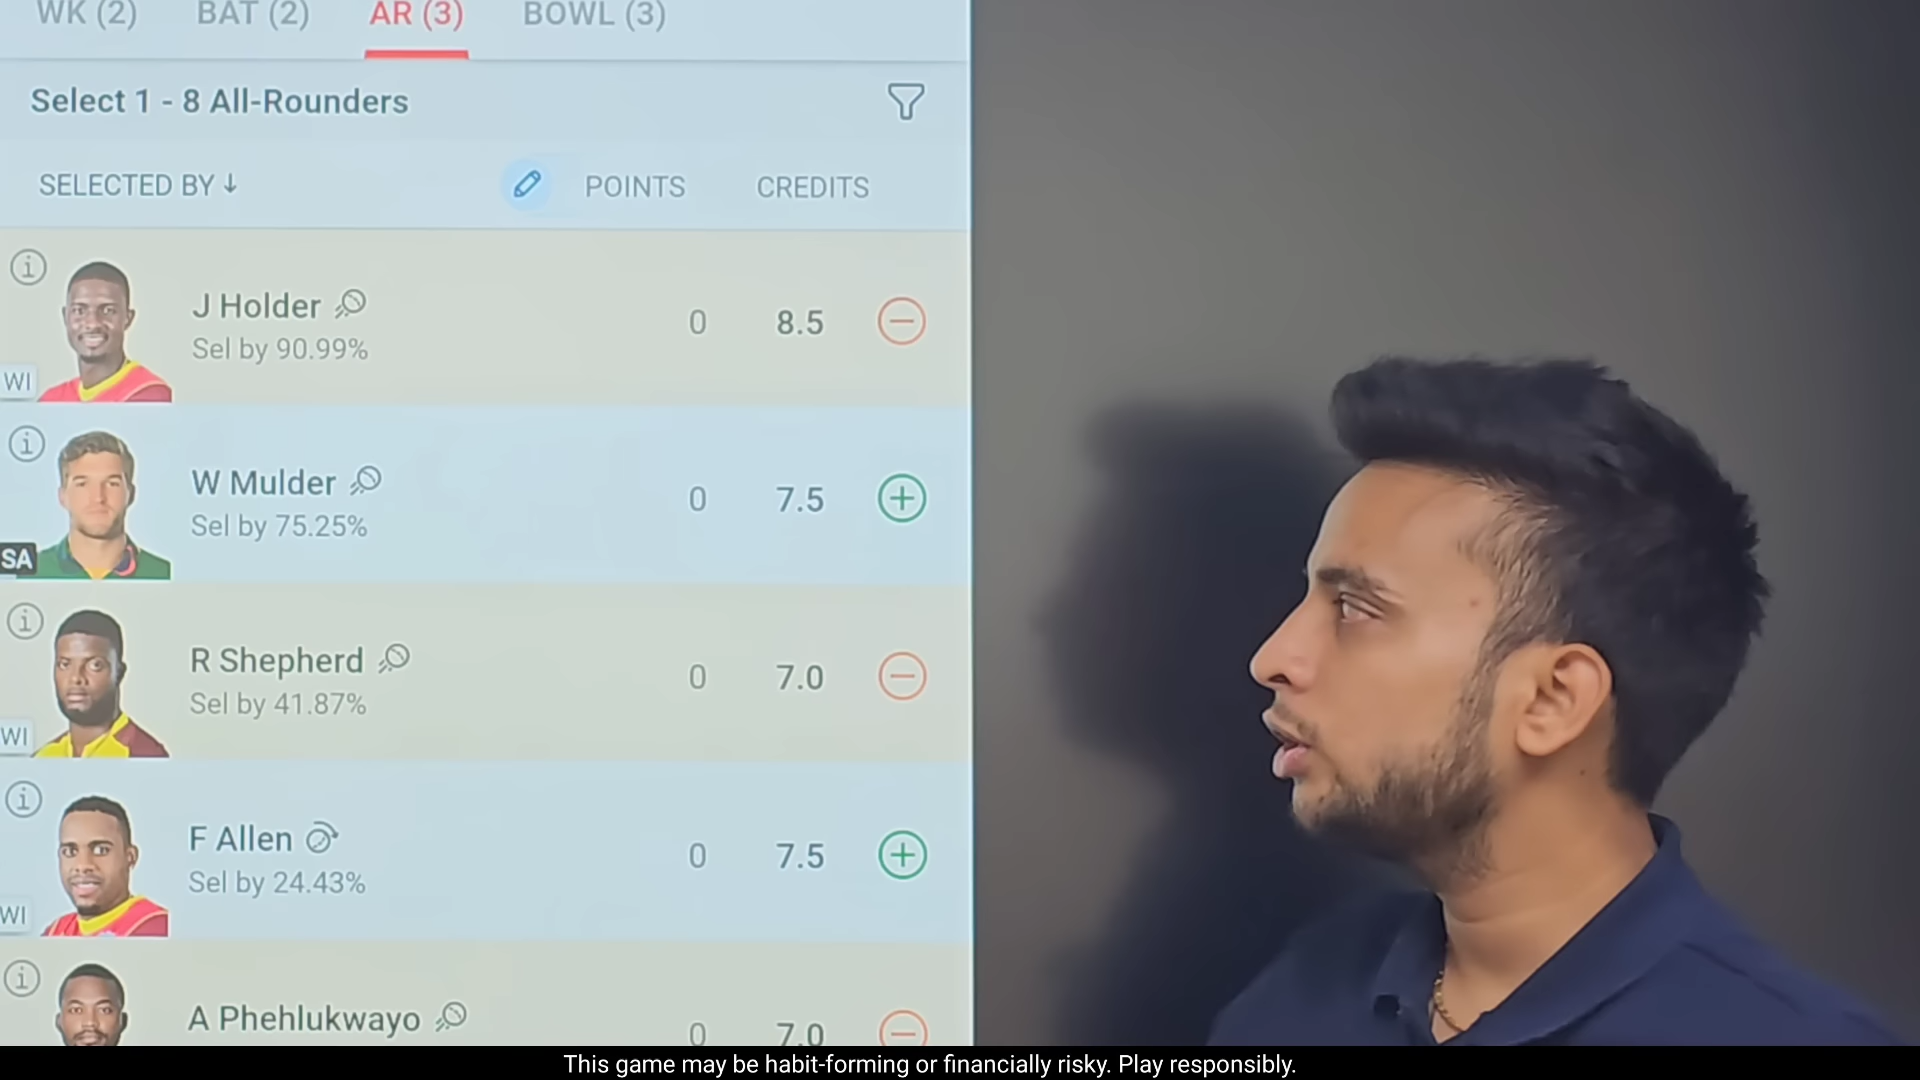 WK (2) BAT (2) AR (3) BOWL (3)
Select 1 - 8 All-Rounders
SELECTED BY ↓ POINTS CREDITS
J Holder 0 8.5
Sel by 90.99%
WI
W Mulder 0 7.5
Sel by 75.25%
SA
R Shepherd 0 7.0
Sel by 41.87%
WI
F Allen 0 7.5
Sel by 24.43%
WI
A Phehlukwayo 0 7.0
This game may be habit-forming or financially risky. Play responsibly.